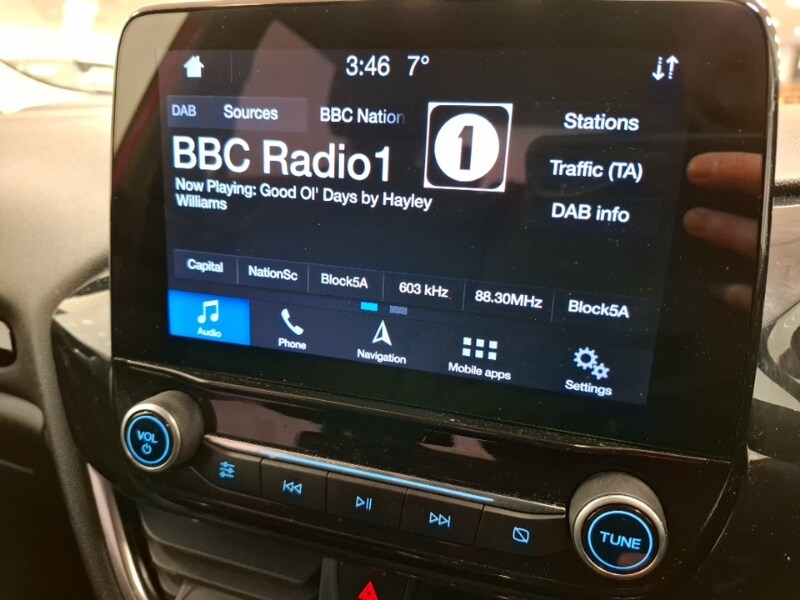 3:46 7°
DAB Sources BBC Nation
1
Stations
BBC Radio1
Traffic (TA)
Now Playing: Good Ol' Days by Hayley
Williams
DAB info
Capital NationSc Block5A 603 kHz 88.30MHz Block5A
Audio Phone Navigation Mobile apps Settings
VOL
TUNE